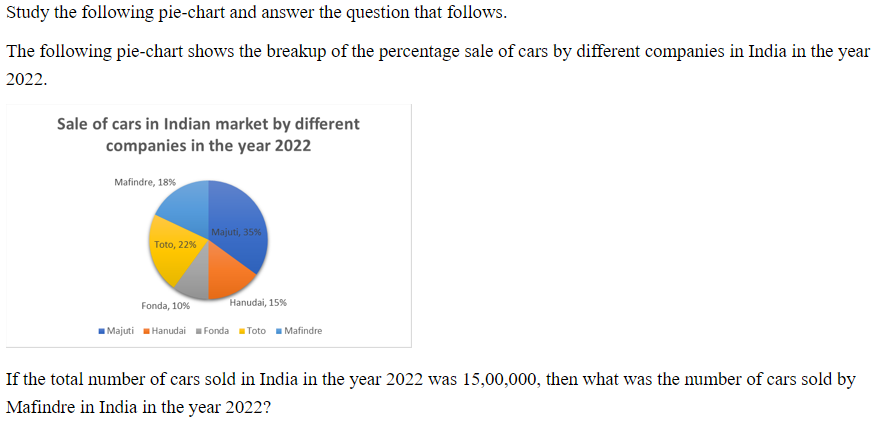 Study the following pie-chart and answer the question that follows.
The following pie-chart shows the breakup of the percentage sale of cars by different companies in India in the year
2022.
Sale of cars in Indian market by different
companies in the year 2022
Mafindre, 18%
Majuti, 35%
Toto, 22%
Fonda, 10%
Hanudai, 15%
Majuti Hanudai Fonda Toto Mafindre
If the total number of cars sold in India in the year 2022 was 15,00,000, then what was the number of cars sold by
Mafindre in India in the year 2022?